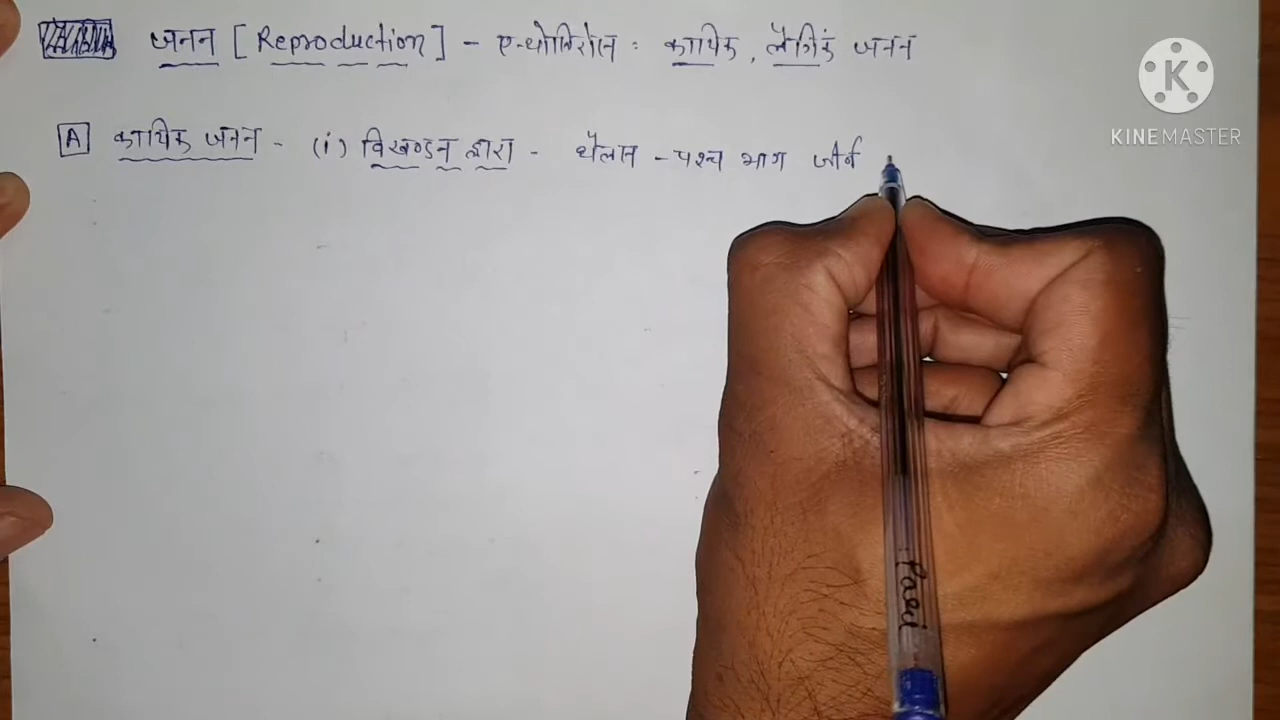 जनन [Reproduction] - एन्थोसिरोस : कायिक, लैंगिक जनन
A कायिक जनन - (i) विखण्डन द्वारा - थैलस - पश्च भाग जीर्ण
K
KINEMASTER